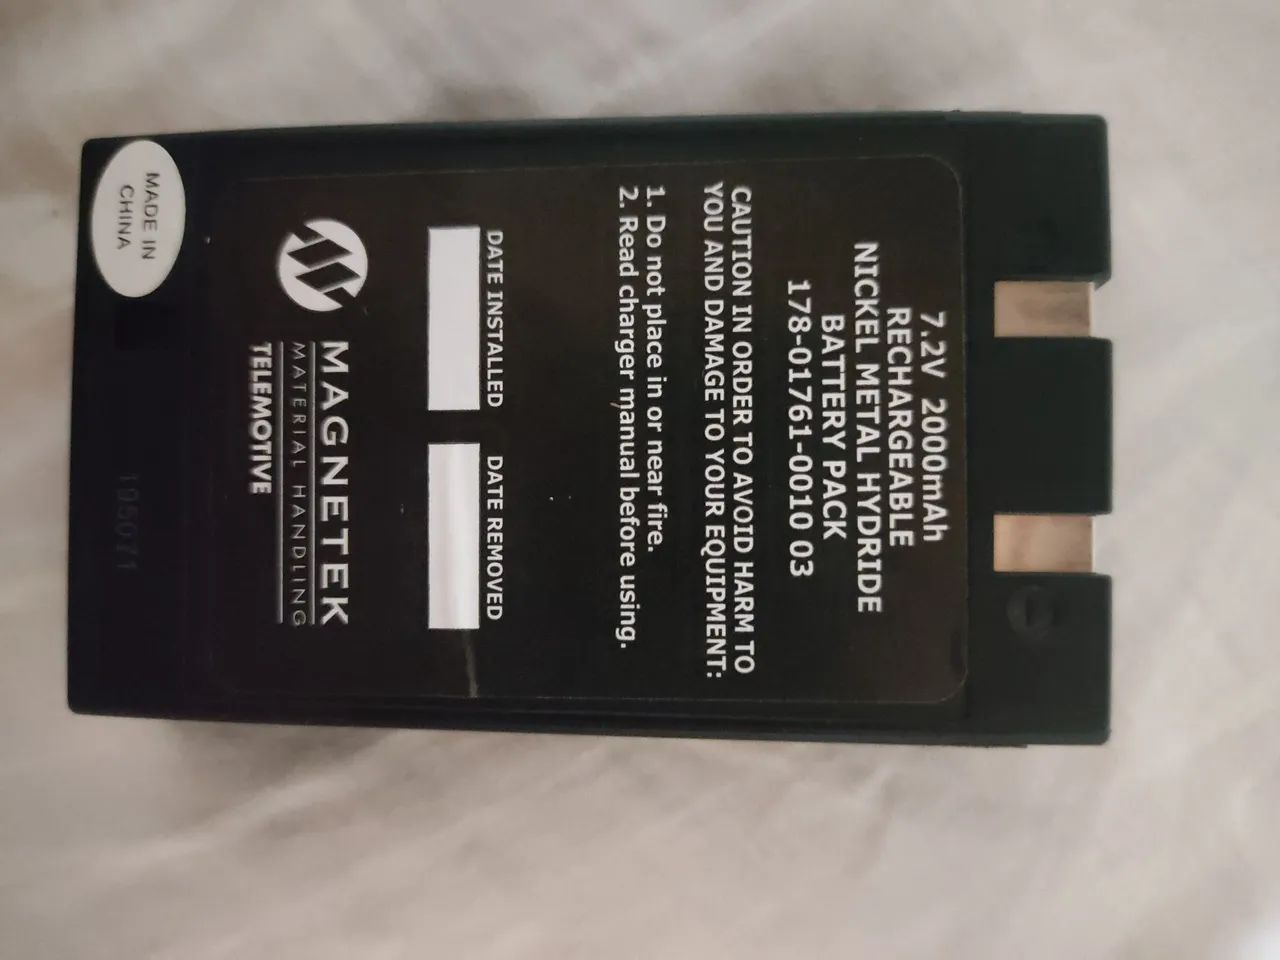 7.2V 2000mAh
RECHARGEABLE
NICKEL METAL HYDRIDE
BATTERY PACK
178-01761-0010 03
CAUTION IN ORDER TO AVOID HARM TO
YOU AND DAMAGE TO YOUR EQUIPMENT:
1. Do not place in or near fire.
2. Read charger manual before using.
DATE INSTALLED
DATE REMOVED
MAGNETEK
MATERIAL HANDLING
TELEMOTIVE
MADE IN
CHINA
195071